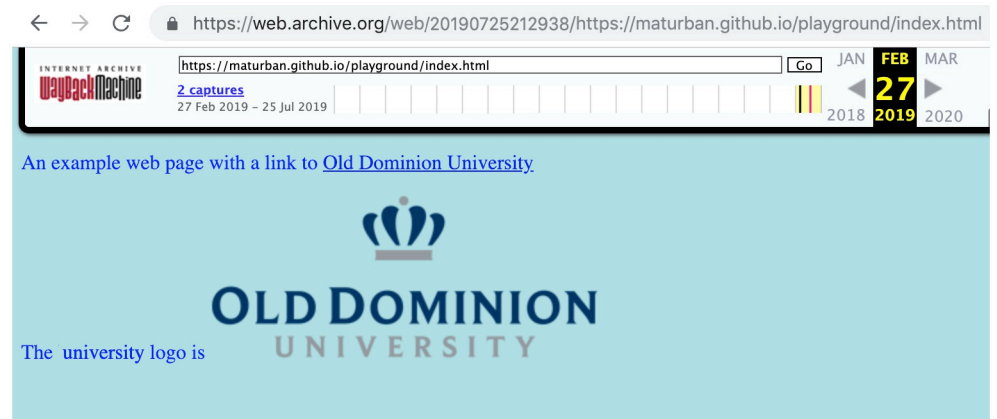 https://web.archive.org/web/20190725212938/https://maturban.github.io/playground/index.html
INTERNET ARCHIVE
WayBackMachine
https://maturban.github.io/playground/index.html
Go
2 captures
27 Feb 2019 – 25 Jul 2019
JAN FEB MAR
27
2018 2019 2020
An example web page with a link to Old Dominion University
OLD DOMINION
UNIVERSITY
The university logo is